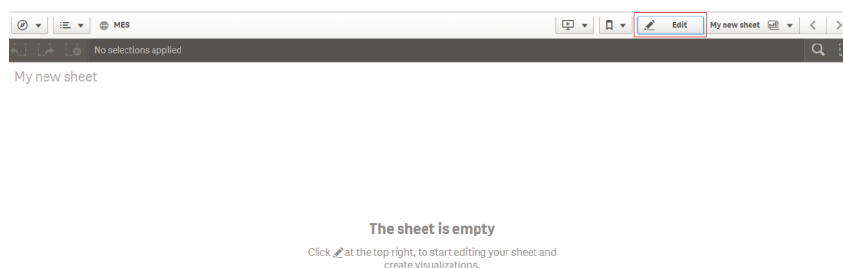 MES
Edit
My new sheet
No selections applied
My new sheet
The sheet is empty
Click at the top right, to start editing your sheet and
create visualizations.